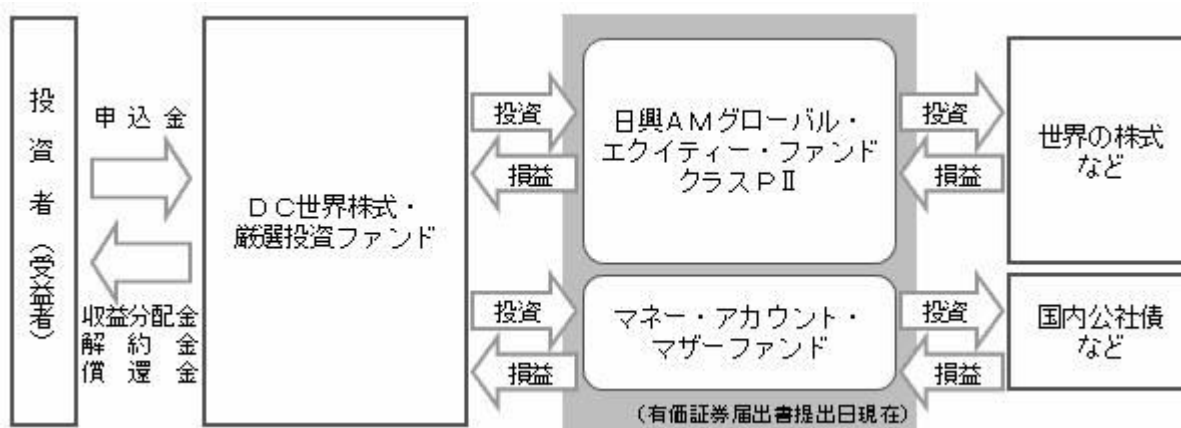 投資者(受益者)
申込金
収益分配金
解約金
償還金
DC世界株式・
厳選投資ファンド
投資
損益
日興AMグローバル・
エクイティー・ファンド
クラスPⅡ
投資
損益
世界の株式
など
投資
損益
マネー・アカウント・
マザーファンド
投資
損益
国内公社債
など
(有価証券届出書提出日現在)